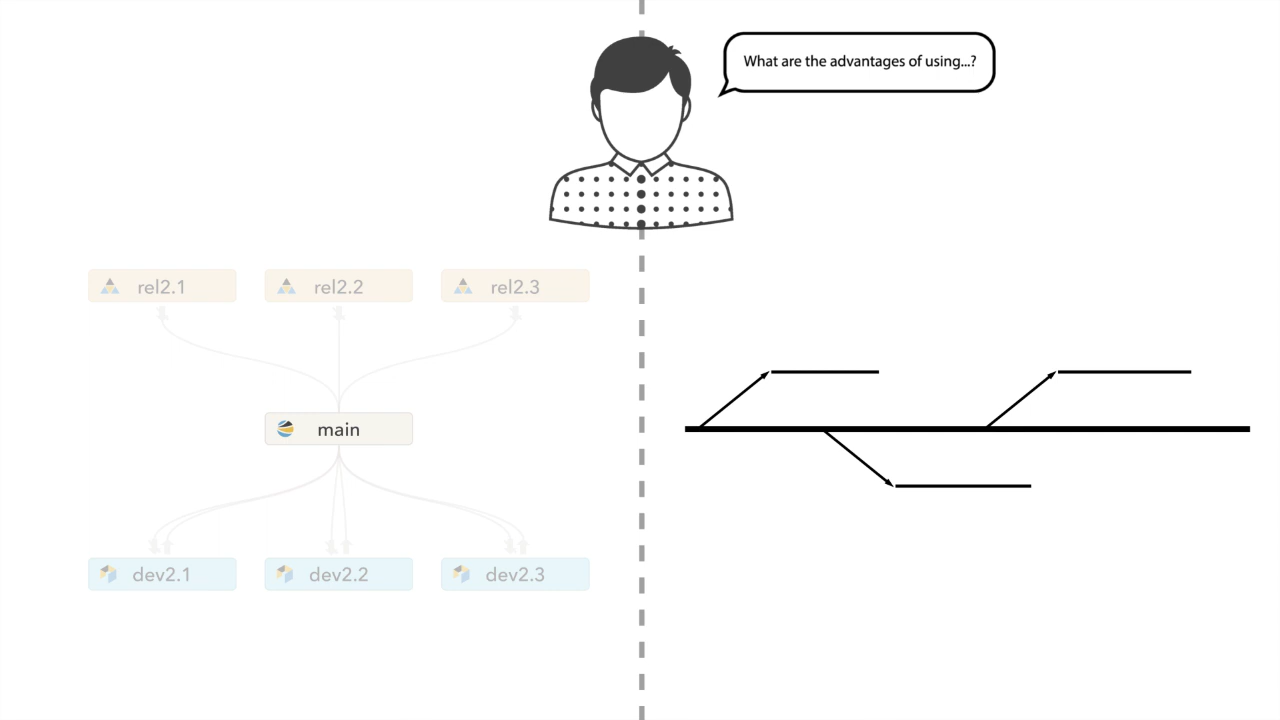 What are the advantages of using...?
rel2.1
rel2.2
rel2.3
main
dev2.1
dev2.2
dev2.3